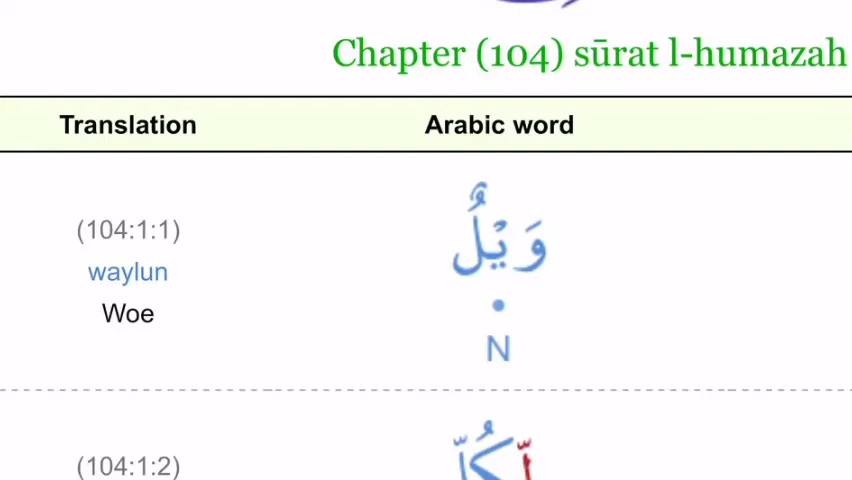 Chapter (104) sūrat l-humazah
Translation Arabic word
(104:1:1)
waylun
Woe
وَيْلٌ
N
(104:1:2)
لِّكُلِّ